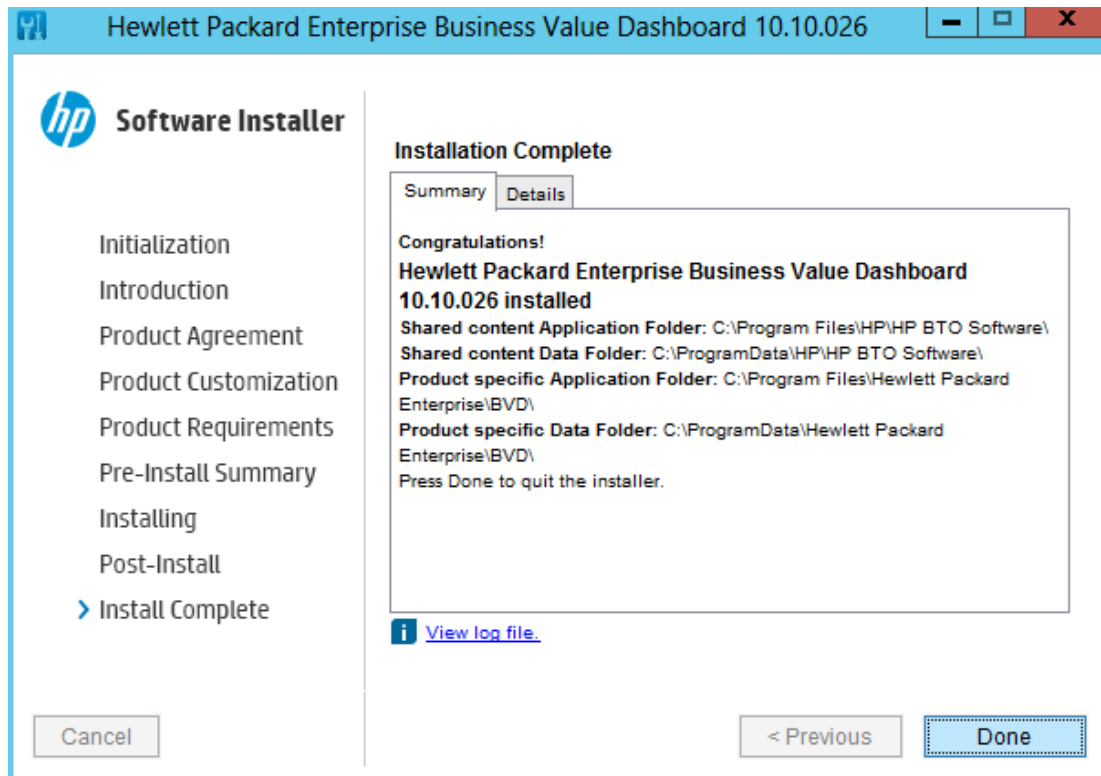 Hewlett Packard Enterprise Business Value Dashboard 10.10.026
hp
Software Installer
Initialization
Introduction
Product Agreement
Product Customization
Product Requirements
Pre-Install Summary
Installing
Post-Install
Install Complete
Installation Complete
Summary
Details
Congratulations!
Hewlett Packard Enterprise Business Value Dashboard
10.10.026 installed
Shared content Application Folder: C:\Program Files\HP\HP BTO Software\
Shared content Data Folder: C:\ProgramData\HP\HP BTO Software\
Product specific Application Folder: C:\Program Files\Hewlett Packard
Enterprise\BVD\
Product specific Data Folder: C:\ProgramData\Hewlett Packard
Enterprise\BVD\
Press Done to quit the installer.
View log file.
Cancel
< Previous
Done